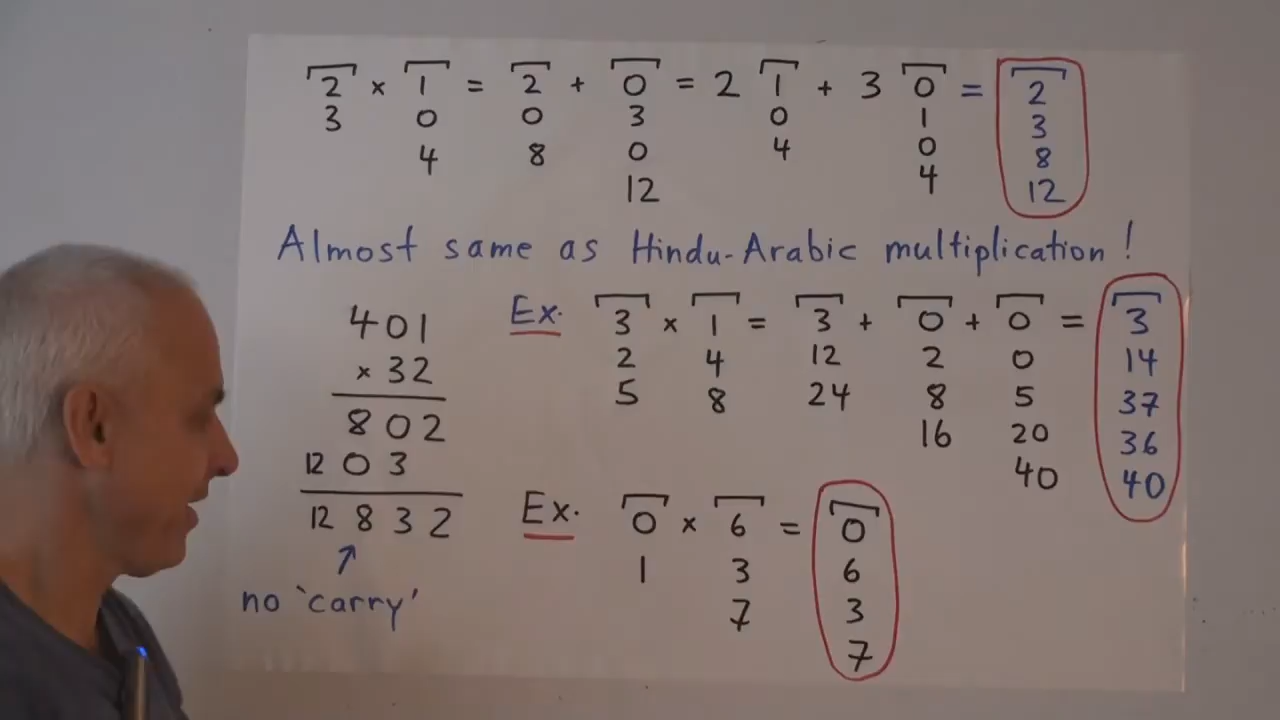 2 × 1 = 2 + 0 = 2 1 + 3 0 = 2
3 0 0 3 0 1 3
4 8 0 4 0 8
12 4 12
Almost same as Hindu-Arabic multiplication!
401
× 32
802
12 0 3
12 8 3 2
no 'carry'
Ex. 3 × 1 = 3 + 0 + 0 = 3
2 4 12 2 0 14
5 8 24 8 5 37
16 20 36
40 40
Ex. 0 × 6 = 0
1 3 6
7 3
7